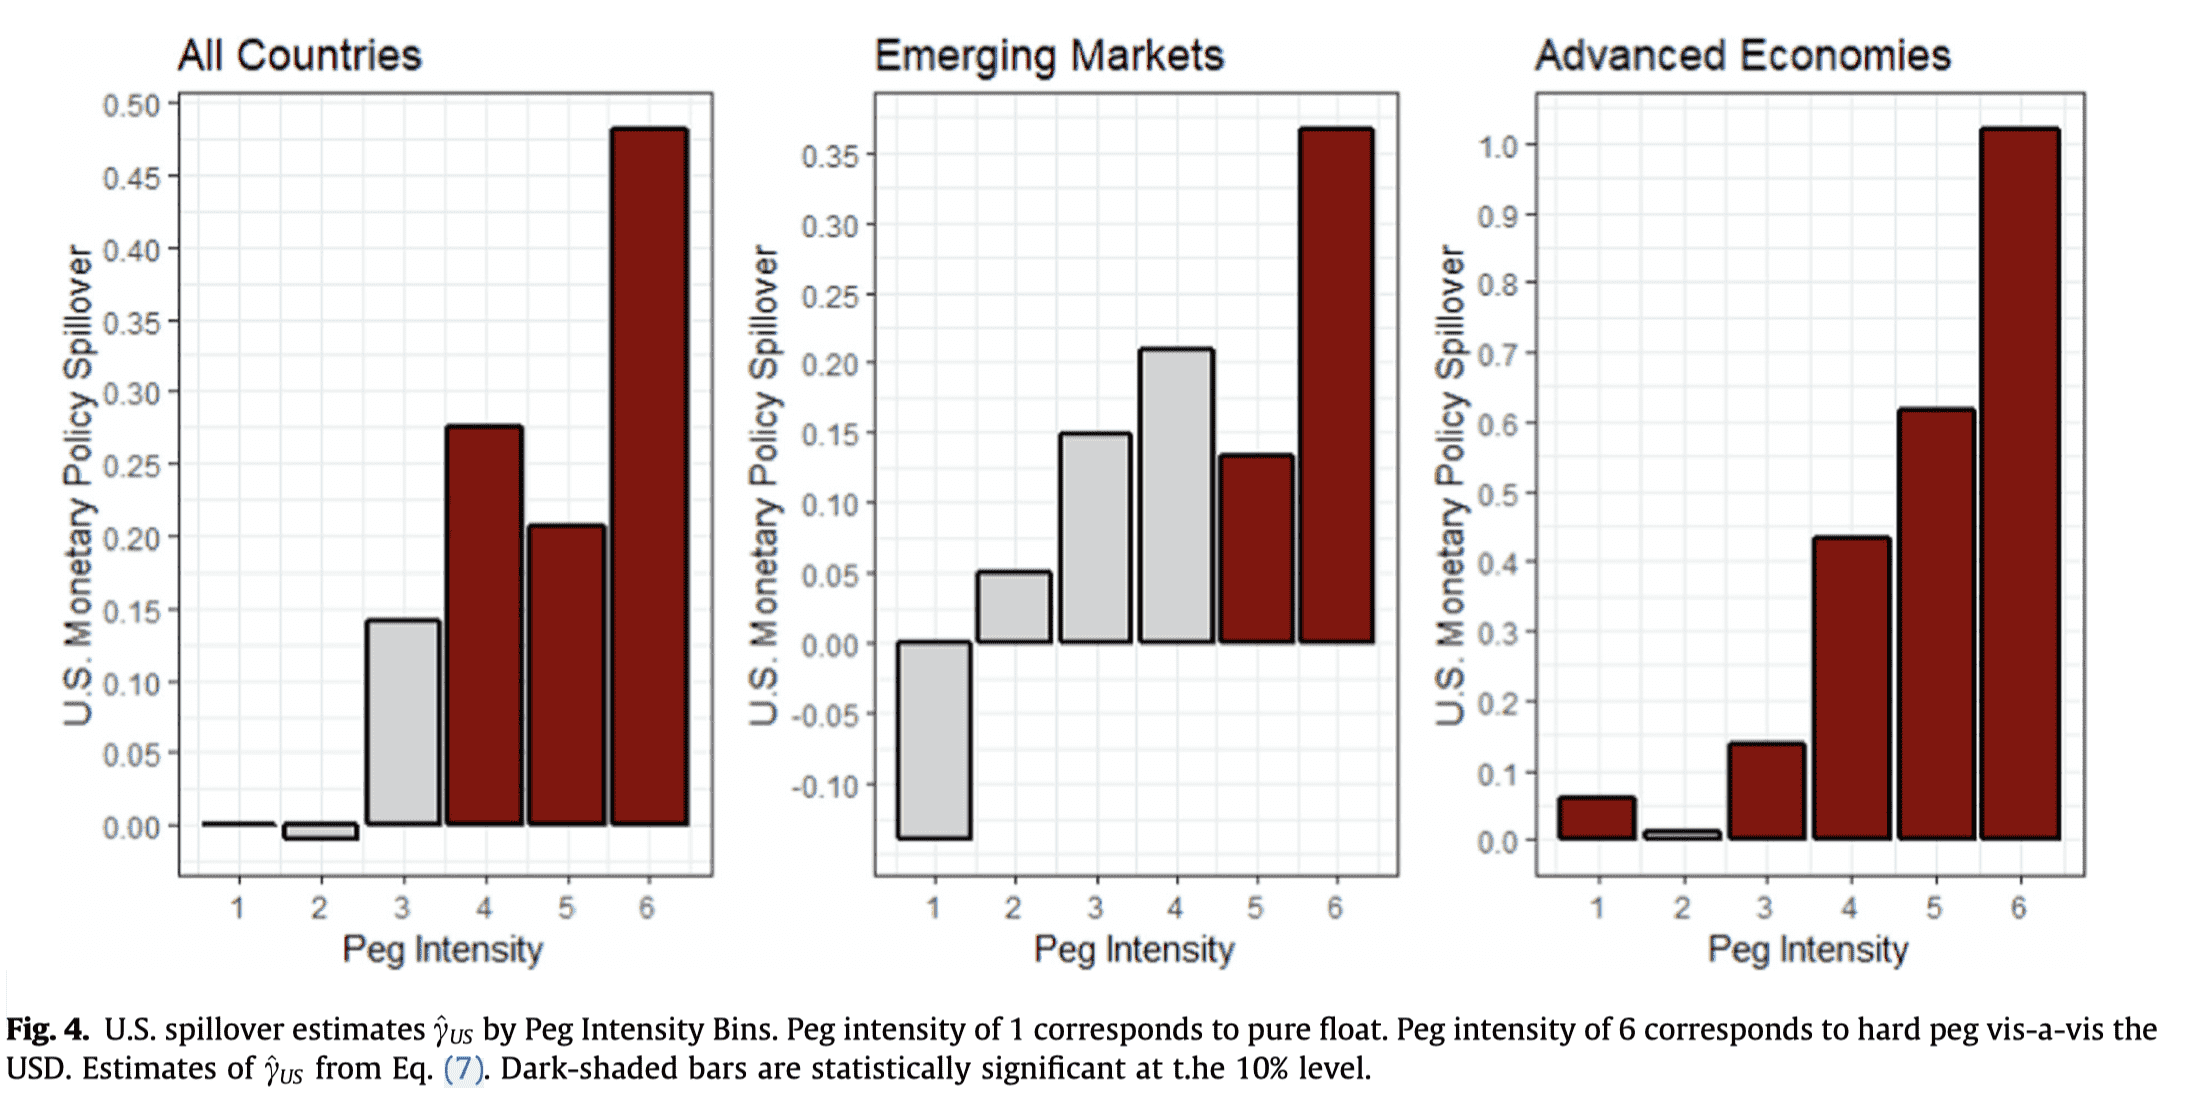 All Countries
U.S. Monetary Policy Spillover
0.50
0.45
0.40
0.35
0.30
0.25
0.20
0.15
0.10
0.05
0.00
1 2 3 4 5 6
Peg Intensity
Emerging Markets
U.S. Monetary Policy Spillover
0.35
0.30
0.25
0.20
0.15
0.10
0.05
0.00
-0.05
-0.10
1 2 3 4 5 6
Peg Intensity
Advanced Economies
U.S. Monetary Policy Spillover
1.0
0.9
0.8
0.7
0.6
0.5
0.4
0.3
0.2
0.1
0.0
1 2 3 4 5 6
Peg Intensity
Fig. 4. U.S. spillover estimates γ̂US by Peg Intensity Bins. Peg intensity of 1 corresponds to pure float. Peg intensity of 6 corresponds to hard peg vis-a-vis the
USD. Estimates of γ̂US from Eq. (7). Dark-shaded bars are statistically significant at t.he 10% level.